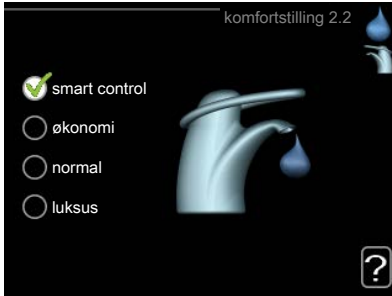 komfortstilling 2.2
smart control
økonomi
normal
luksus
?